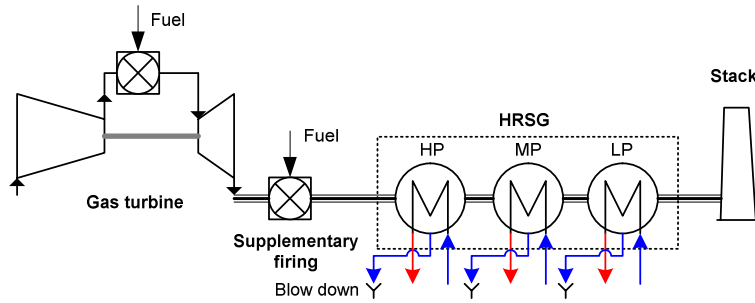 Fuel
Stack
HRSG
Fuel
HP
MP
LP
Gas turbine
Supplementary
firing
Blow down